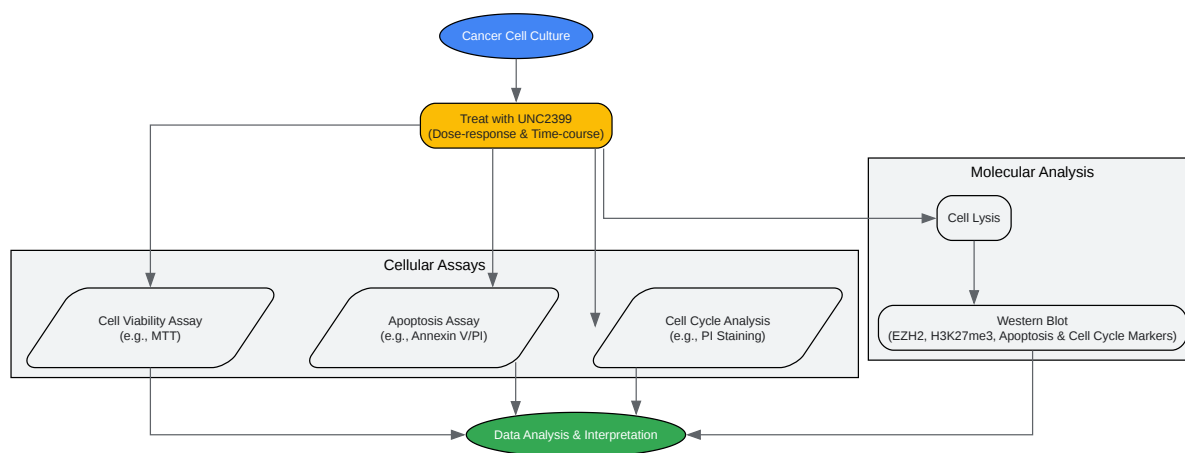 Cancer Cell Culture
Treat with UNC2399
(Dose-response & Time-course)
Molecular Analysis
Cell Lysis
Cellular Assays
Cell Viability Assay
(e.g., MTT)
Apoptosis Assay
(e.g., Annexin V/PI)
Cell Cycle Analysis
(e.g., PI Staining)
Western Blot
(EZH2, H3K27me3, Apoptosis & Cell Cycle Markers)
Data Analysis & Interpretation